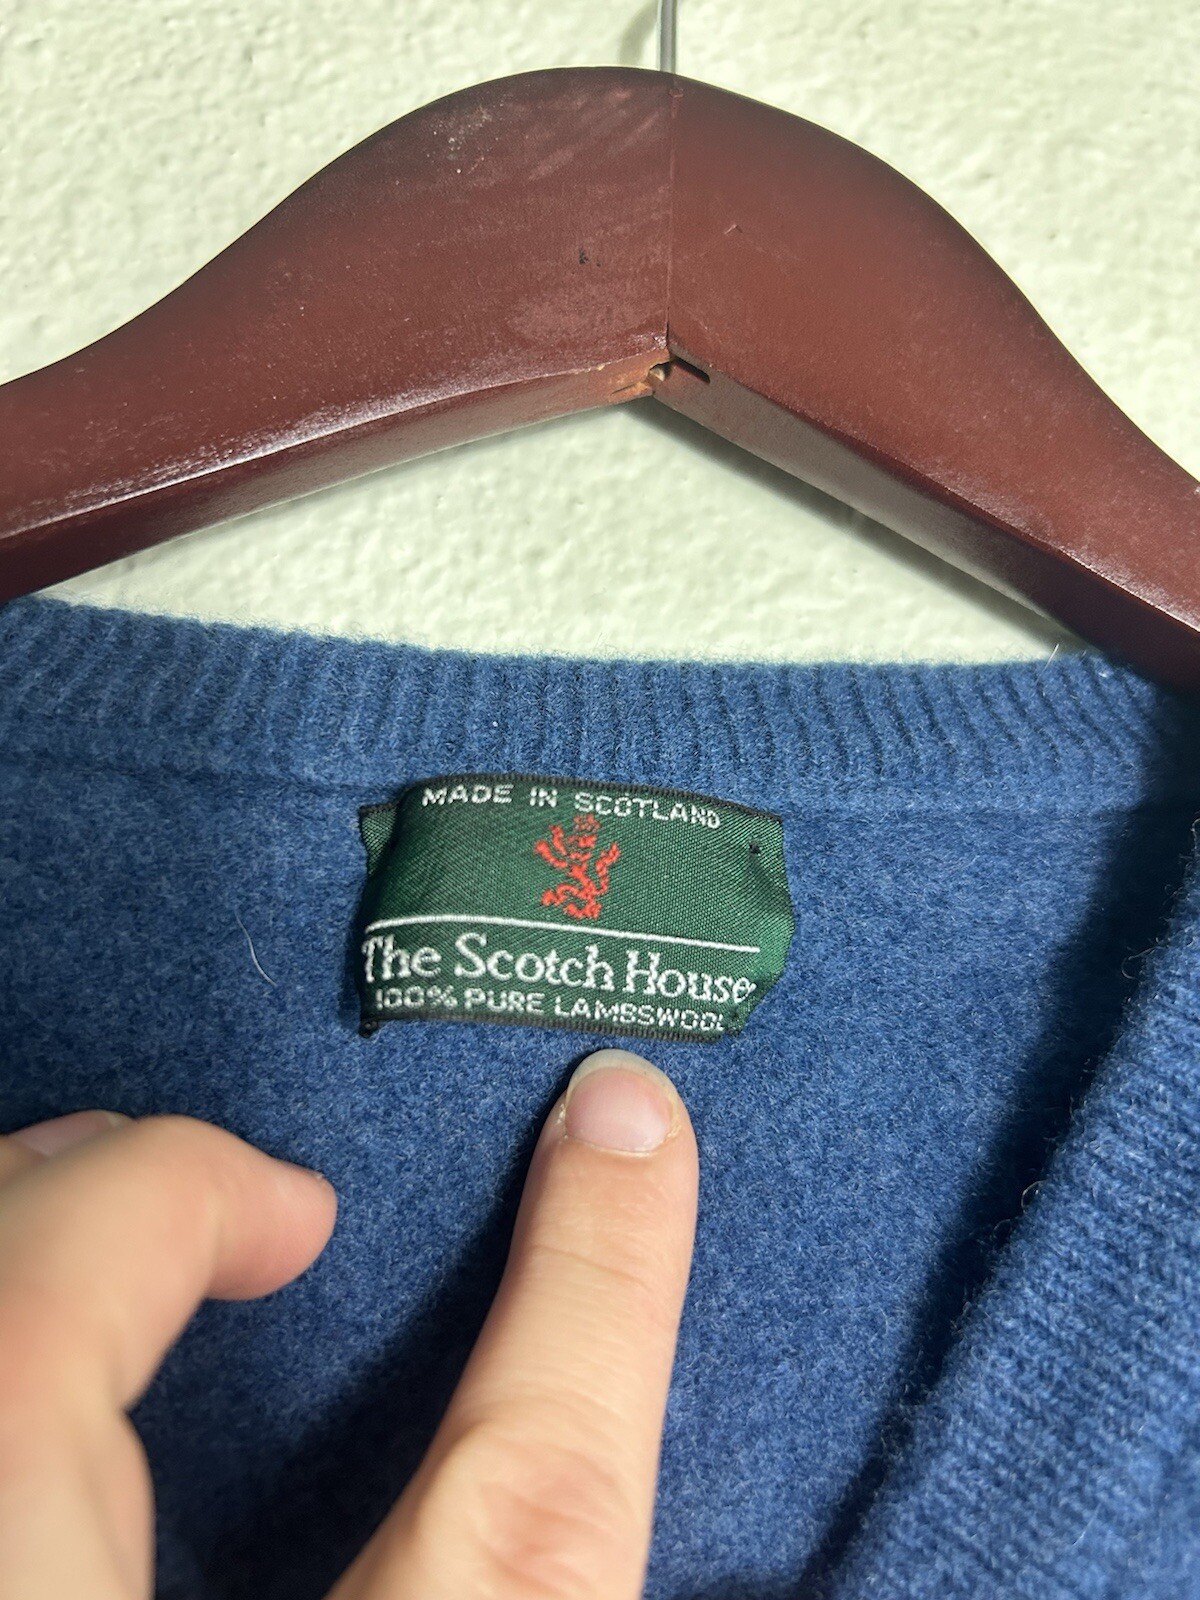 MADE IN SCOTLAND
The Scotch House
100% PURE LAMBSWOOL